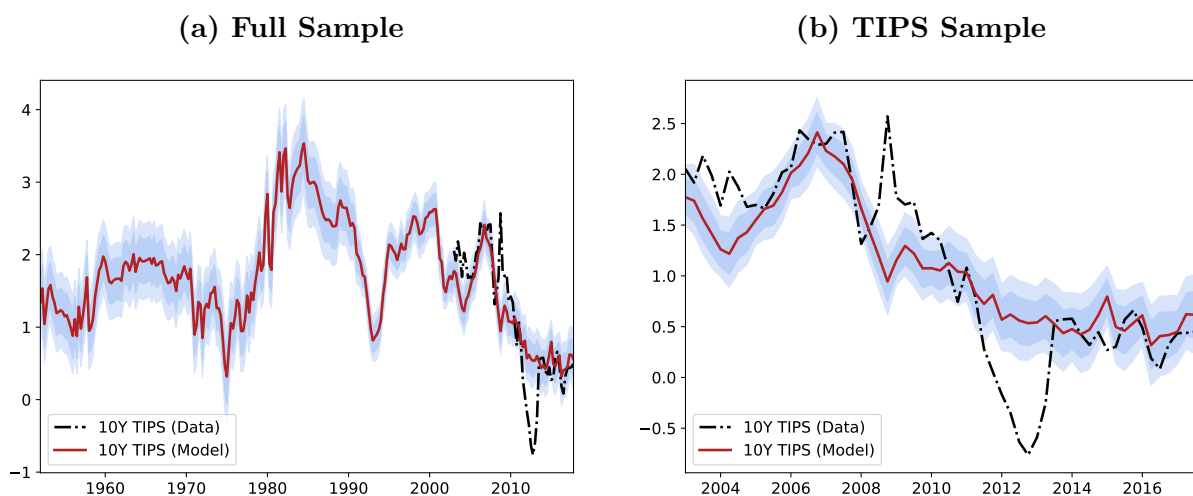 (a) Full Sample
4
3
2
1
0
−1
1960 1970 1980 1990 2000 2010
10Y TIPS (Data)
10Y TIPS (Model)
(b) TIPS Sample
2.5
2.0
1.5
1.0
0.5
0.0
−0.5
2004 2006 2008 2010 2012 2014 2016
10Y TIPS (Data)
10Y TIPS (Model)